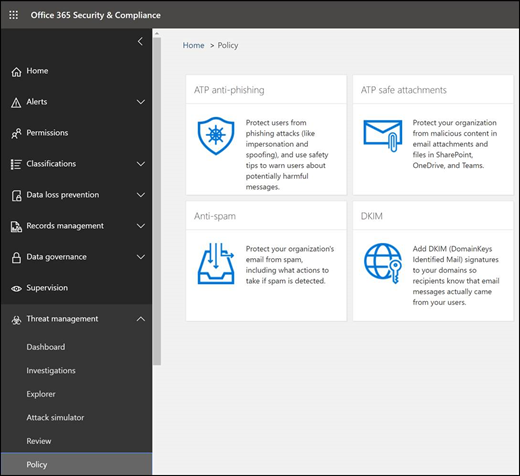 Office 365 Security & Compliance
Home > Policy
Home
Alerts
Permissions
Classifications
Data loss prevention
Records management
Data governance
Supervision
Threat management
Dashboard
Investigations
Explorer
Attack simulator
Review
Policy
ATP anti-phishing
Protect users from
phishing attacks (like
impersonation and
spoofing), and use safety
tips to warn users about
potentially harmful
messages.
ATP safe attachments
Protect your organization
from malicious content in
email attachments and
files in SharePoint,
OneDrive, and Teams.
Anti-spam
Protect your organization's
email from spam,
including what actions to
take if spam is detected.
DKIM
Add DKIM (DomainKeys
Identified Mail) signatures
to your domains so
recipients know that email
messages actually came
from your users.